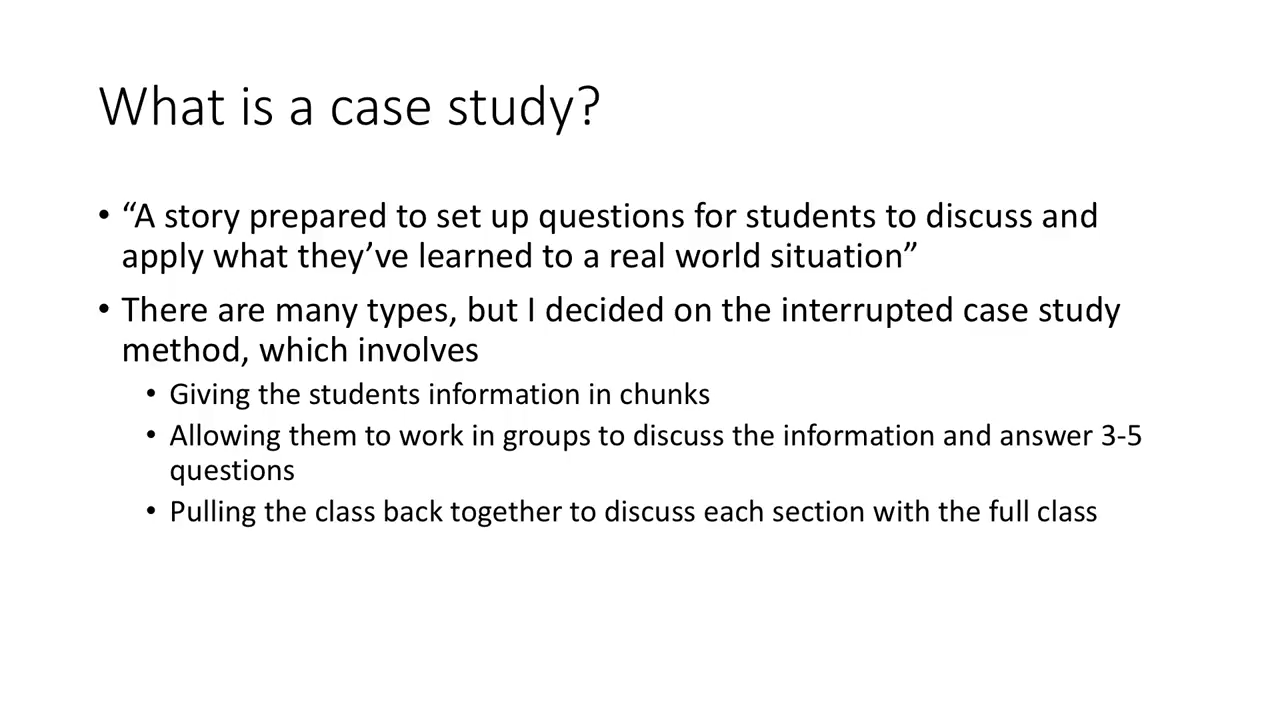 What is a case study?
• “A story prepared to set up questions for students to discuss and
apply what they’ve learned to a real world situation”
• There are many types, but I decided on the interrupted case study
method, which involves
• Giving the students information in chunks
• Allowing them to work in groups to discuss the information and answer 3-5
questions
• Pulling the class back together to discuss each section with the full class